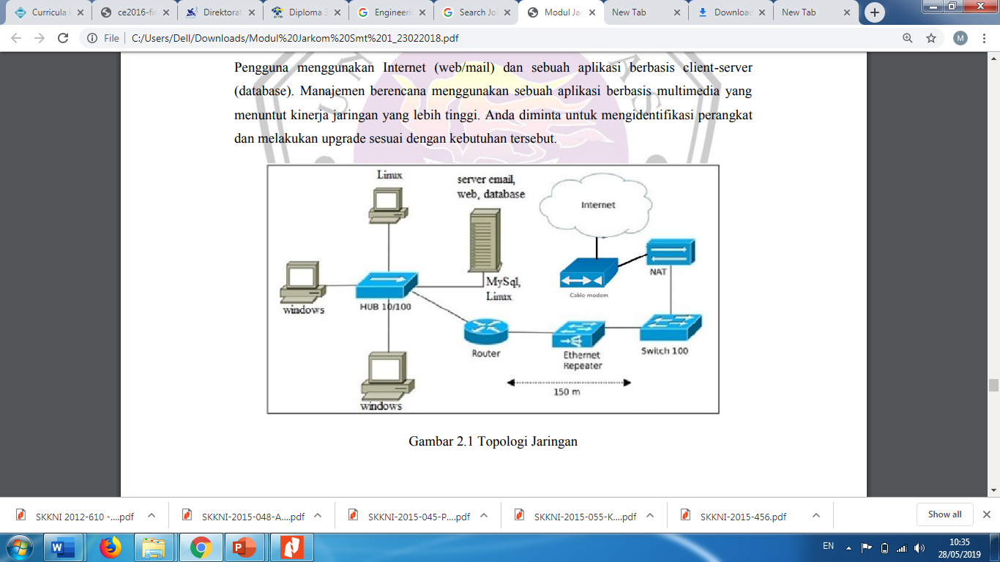 Curricula
ce2016-fi
Direktorat
Diploma 3
Engineeri
Search Jo
Modul Ja
New Tab
Download
New Tab
File | C:/Users/Dell/Downloads/Modul%20Jarkom%20Smt%201_23022018.pdf
M
Pengguna menggunakan Internet (web/mail) dan sebuah aplikasi berbasis client-server
(database). Manajemen berencana menggunakan sebuah aplikasi berbasis multimedia yang
menuntut kinerja jaringan yang lebih tinggi. Anda diminta untuk mengidentifikasi perangkat
dan melakukan upgrade sesuai dengan kebutuhan tersebut.
Linux
server email,
web, database
Internet
NAT
Cable modem
MySql,
Linux
windows
HUB 10/100
Router
Ethernet
Repeater
Switch 100
150 m
windows
Gambar 2.1 Topologi Jaringan
SKKNI 2012-610 -....pdf
SKKNI-2015-048-A....pdf
SKKNI-2015-045-P....pdf
SKKNI-2015-055-K....pdf
SKKNI-2015-456.pdf
Show all
EN
10:35
28/05/2019